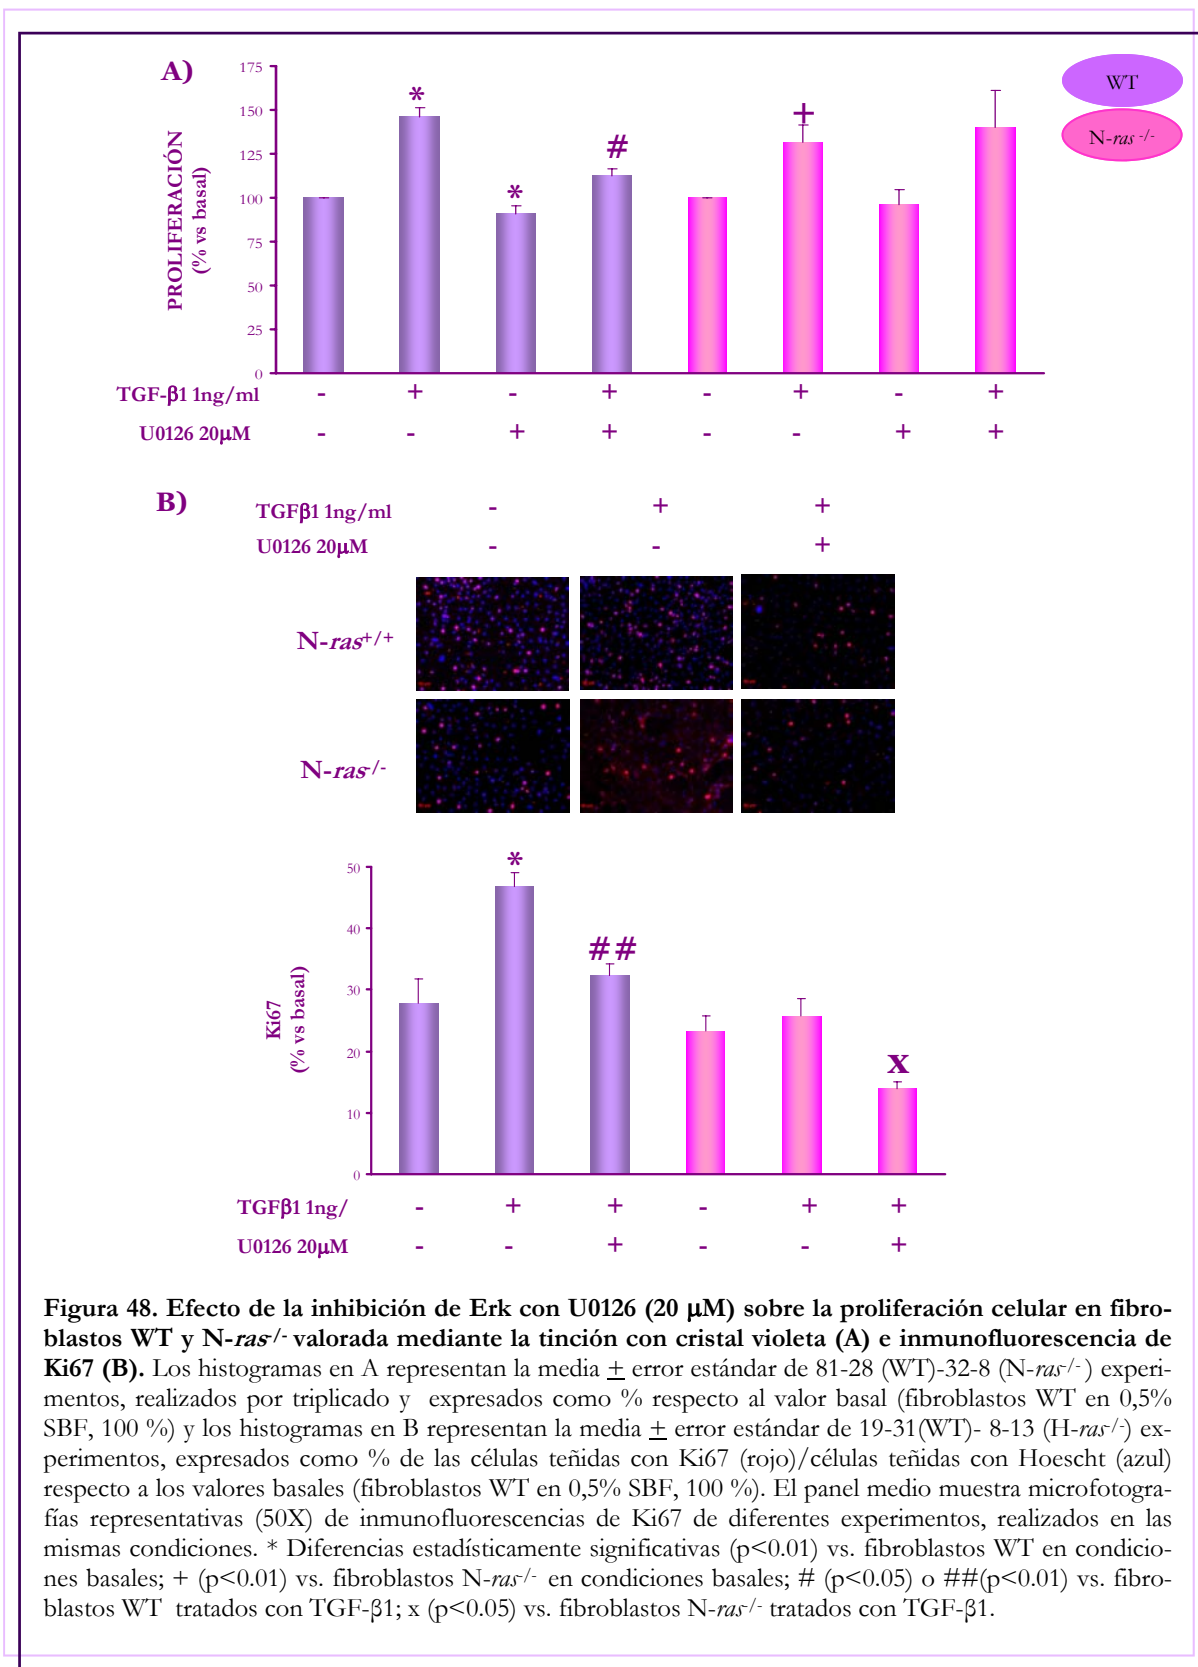 A)
WT
N-ras -/-
PROLIFERACIÓN
(% vs basal)
175
150
125
100
75
50
25
0
* * # +
TGF-β1 1ng/ml - + - + - + - +
U0126 20μM - - + + - - + +
B)
TGFβ1 1ng/ml - + +
U0126 20μM - - +
N-ras+/+
N-ras-/-
Ki67
(% vs basal)
50
40
30
20
10
0
* ## x
TGFβ1 1ng/ - + + - + +
U0126 20μM - - + - - +
Figura 48. Efecto de la inhibición de Erk con U0126 (20 μM) sobre la proliferación celular en fibro-
blastos WT y N-ras-/- valorada mediante la tinción con cristal violeta (A) e inmunofluorescencia de
Ki67 (B). Los histogramas en A representan la media ± error estándar de 81-28 (WT)-32-8 (N-ras-/-) experi-
mentos, realizados por triplicado y expresados como % respecto al valor basal (fibroblastos WT en 0,5%
SBF, 100 %) y los histogramas en B representan la media ± error estándar de 19-31(WT)- 8-13 (H-ras-/-) ex-
perimentos, expresados como % de las células teñidas con Ki67 (rojo)/células teñidas con Hoescht (azul)
respecto a los valores basales (fibroblastos WT en 0,5% SBF, 100 %). El panel medio muestra microfotogra-
fías representativas (50X) de inmunofluorescencias de Ki67 de diferentes experimentos, realizados en las
mismas condiciones. * Diferencias estadísticamente significativas (p<0.01) vs. fibroblastos WT en condicio-
nes basales; + (p<0.01) vs. fibroblastos N-ras-/- en condiciones basales; # (p<0.05) o ##(p<0.01) vs. fibro-
blastos WT tratados con TGF-β1; x (p<0.05) vs. fibroblastos N-ras-/- tratados con TGF-β1.